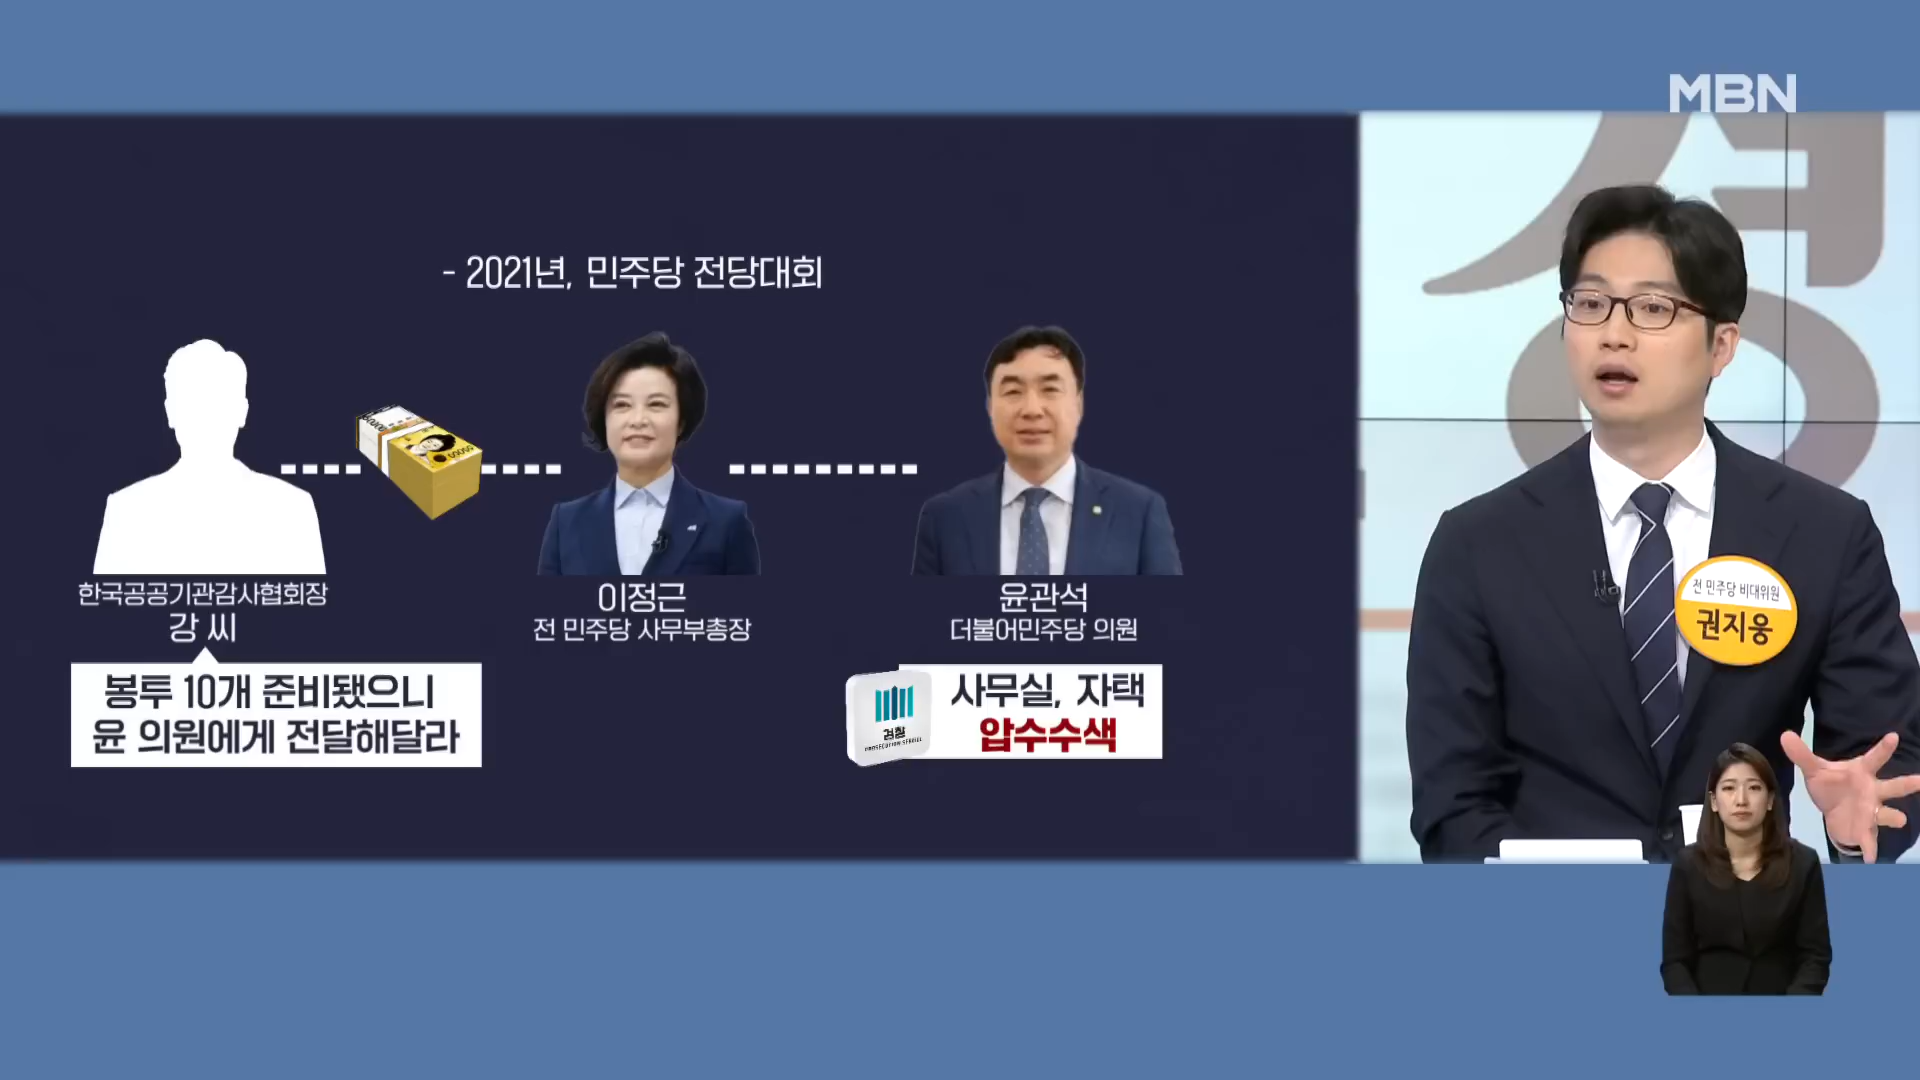 MBN
- 2021년, 민주당 전당대회
한국공공기관감사협회장
강 씨
봉투 10개 준비됐으니
윤 의원에게 전달해달라
이정근
전 민주당 사무부총장
윤관석
더불어민주당 의원
검찰
PROSECUTION SERVICE
사무실, 자택
압수수색
전 민주당 비대위원
권지웅
50000